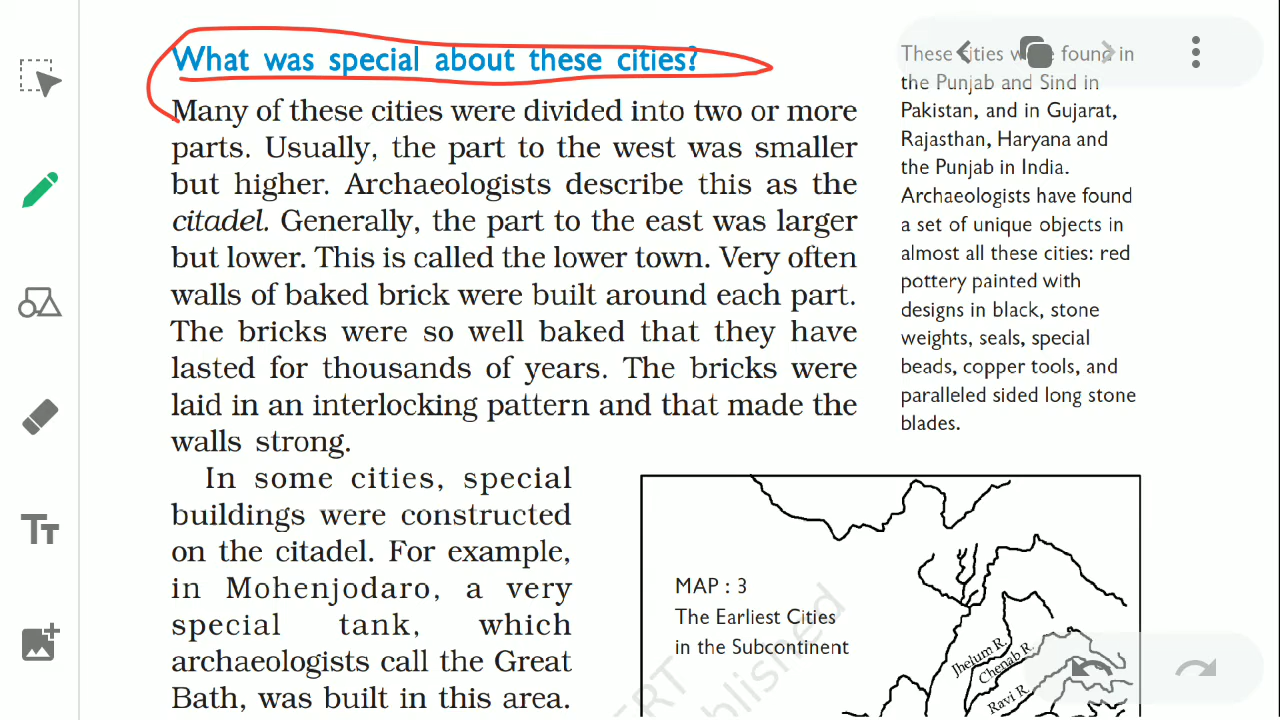 What was special about these cities?
Many of these cities were divided into two or more
parts. Usually, the part to the west was smaller
but higher. Archaeologists describe this as the
citadel. Generally, the part to the east was larger
but lower. This is called the lower town. Very often
walls of baked brick were built around each part.
The bricks were so well baked that they have
lasted for thousands of years. The bricks were
laid in an interlocking pattern and that made the
walls strong.
In some cities, special
buildings were constructed
on the citadel. For example,
in Mohenjodaro, a very
special tank, which
archaeologists call the Great
Bath, was built in this area.
These cities were found in
the Punjab and Sind in
Pakistan, and in Gujarat,
Rajasthan, Haryana and
the Punjab in India.
Archaeologists have found
a set of unique objects in
almost all these cities: red
pottery painted with
designs in black, stone
weights, seals, special
beads, copper tools, and
paralleled sided long stone
blades.
MAP : 3
The Earliest Cities
in the Subcontinent
Jhelum R.
Chenab R.
Ravi R.
TT